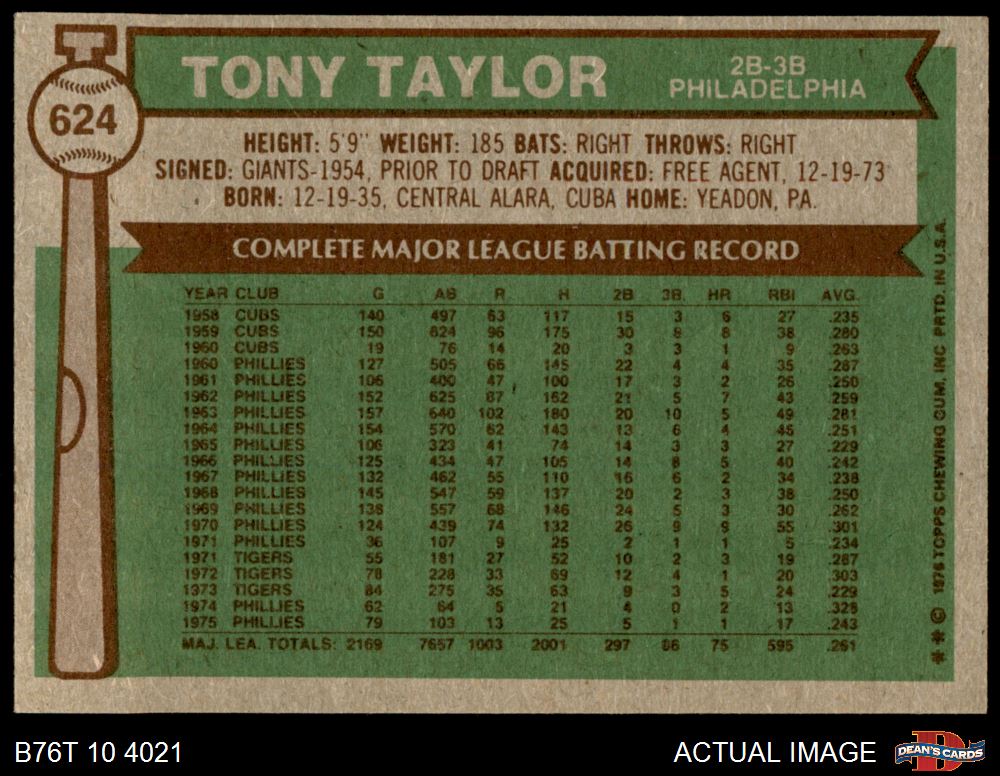 624
TONY TAYLOR
2B-3B
PHILADELPHIA
HEIGHT: 5'9" WEIGHT: 185 BATS: RIGHT THROWS: RIGHT
SIGNED: GIANTS-1954, PRIOR TO DRAFT ACQUIRED: FREE AGENT, 12-19-73
BORN: 12-19-35, CENTRAL ALARA, CUBA HOME: YEADON, PA.
COMPLETE MAJOR LEAGUE BATTING RECORD
YEAR CLUB G AB R H 2B 3B HR RBI AVG.
1958 CUBS 140 497 63 117 15 3 6 27 .235
1959 CUBS 150 624 96 175 30 8 8 38 .280
1960 CUBS 19 76 14 20 3 3 1 9 .263
1960 PHILLIES 127 505 66 145 22 4 4 35 .287
1961 PHILLIES 106 400 47 100 17 3 2 26 .250
1962 PHILLIES 152 625 87 162 21 5 7 43 .259
1963 PHILLIES 157 640 102 180 20 10 5 49 .281
1964 PHILLIES 154 570 62 143 13 6 4 46 .251
1965 PHILLIES 106 323 41 74 14 3 3 27 .229
1966 PHILLIES 125 434 47 105 14 8 5 40 .242
1967 PHILLIES 132 462 55 110 16 6 2 34 .238
1968 PHILLIES 145 547 59 137 20 2 3 38 .250
1969 PHILLIES 138 557 68 146 24 5 3 30 .262
1970 PHILLIES 124 439 74 132 26 9 9 55 .301
1971 PHILLIES 36 107 9 25 2 1 1 5 .234
1971 TIGERS 55 181 27 52 10 2 3 19 .287
1972 TIGERS 78 228 33 69 12 4 1 20 .303
1973 TIGERS 84 275 35 63 9 3 5 24 .229
1974 PHILLIES 62 64 5 21 4 0 2 13 .328
1975 PHILLIES 79 103 13 25 5 1 1 17 .243
MAJ. LEA. TOTALS: 2169 7657 1003 2001 297 86 75 595 .261
* * © 1976 TOPPS CHEWING GUM, INC. PRTD. IN U.S.A.
B76T 10 4021
ACTUAL IMAGE
DEAN'S CARDS